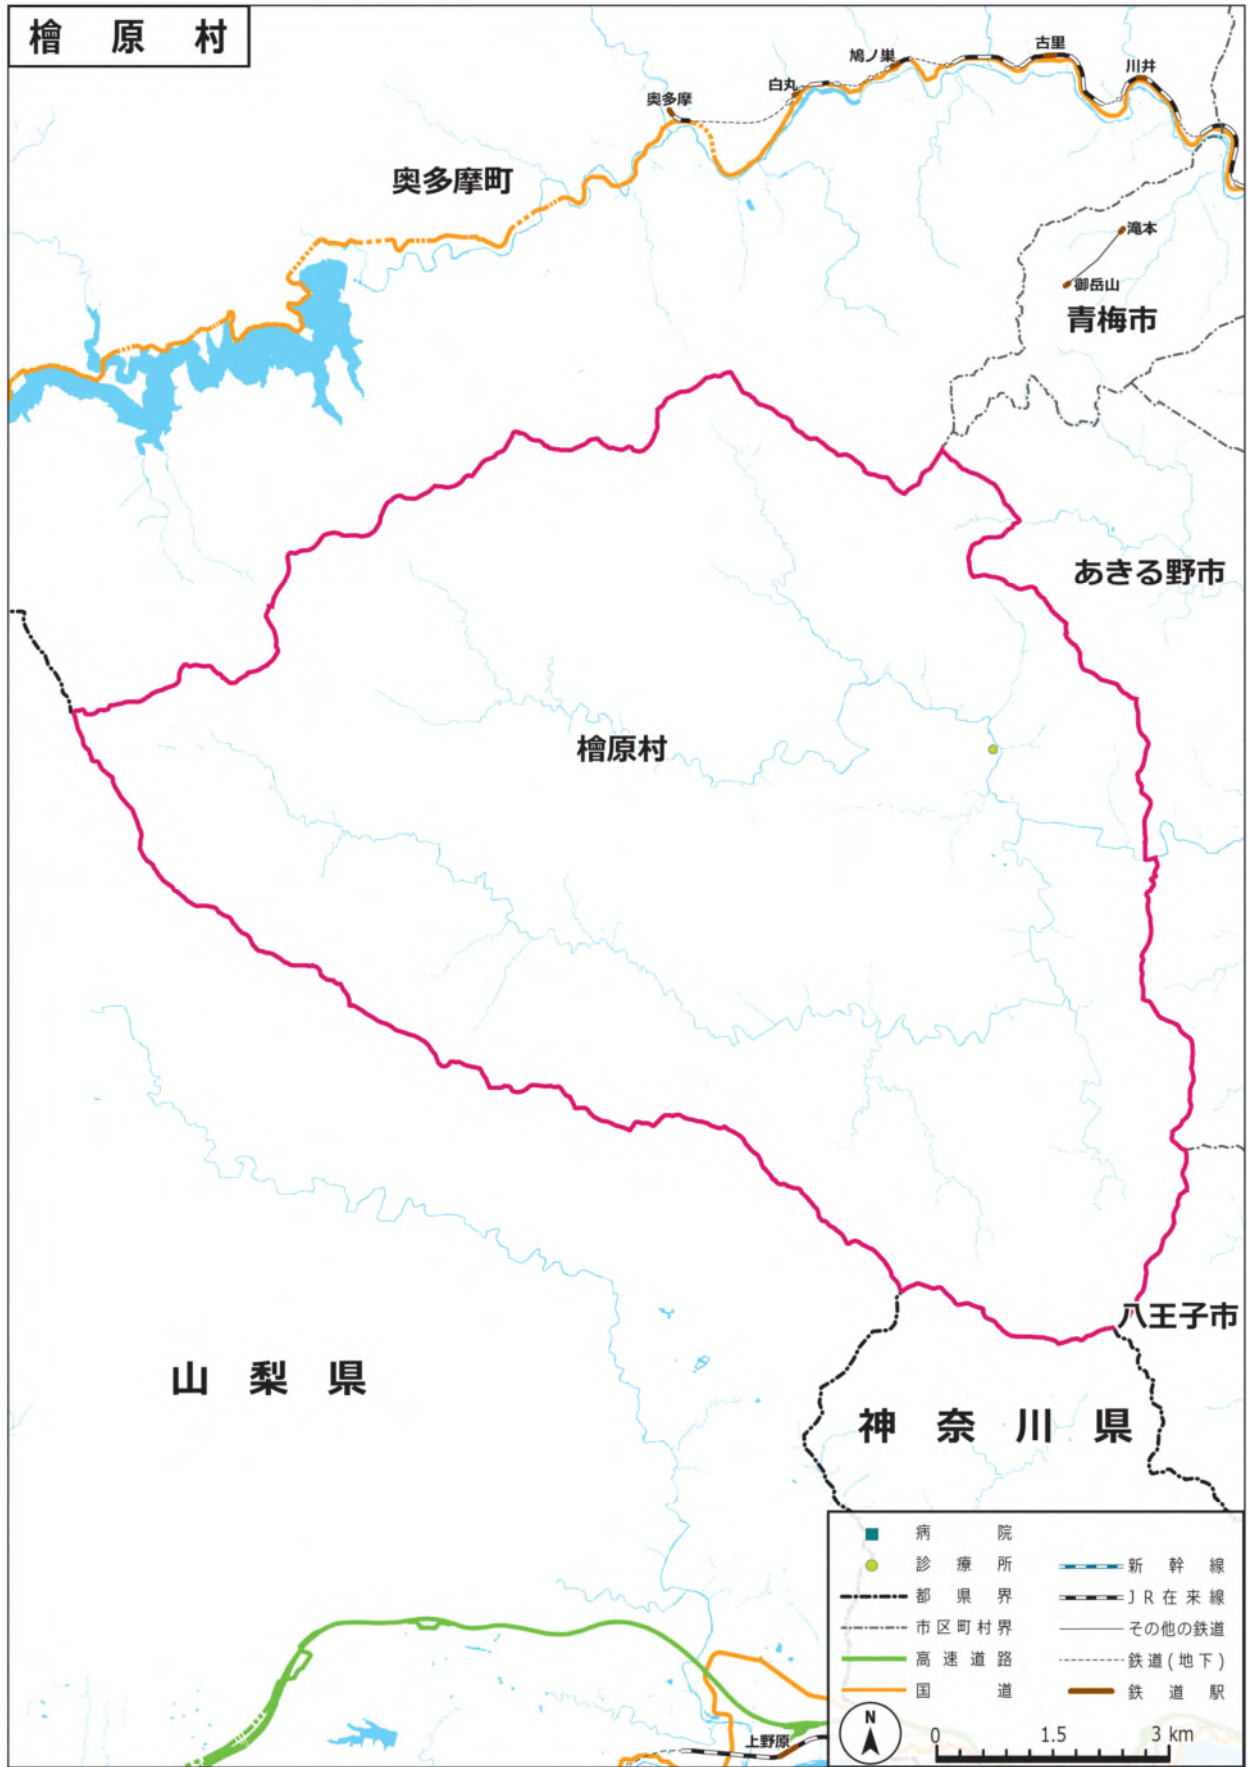 檜原村
古里
鳩ノ巣
川井
白丸
奥多摩
奥多摩町
滝本
御岳山
青梅市
あきる野市
檜原村
八王子市
山梨県
神奈川県
病院
診療所
新幹線
都県界
JR在来線
市区町村界
その他の鉄道
高速道路
鉄道(地下)
国道
鉄道駅
N
0 1.5 3 km
上野原